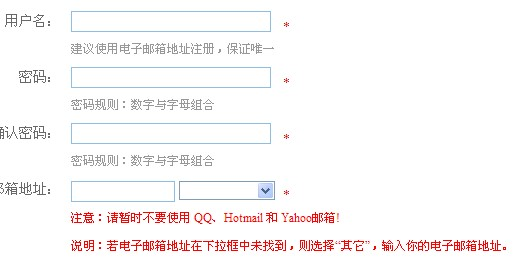 用户名： *
建议使用电子邮箱地址注册，保证唯一
密码： *
密码规则：数字与字母组合
确认密码： *
密码规则：数字与字母组合
邮箱地址： *
注意：请暂时不要使用 QQ、Hotmail 和 Yahoo邮箱!
说明：若电子邮箱地址在下拉框中未找到，则选择“其它”，输入你的电子邮箱地址。